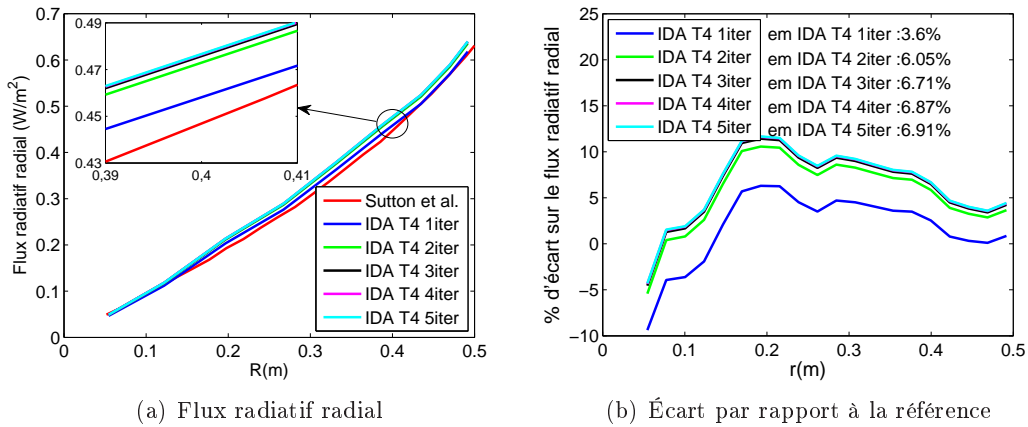 0.7
0.6
0.5
0.4
0.3
0.2
0.1
0
Flux radiatif radial (W/m²)
0.49
0.47
0.45
0.43
0,39
0,4
0,41
Sutton et al.
IDA T4 1iter
IDA T4 2iter
IDA T4 3iter
IDA T4 4iter
IDA T4 5iter
0
0.1
0.2
0.3
0.4
0.5
R(m)
(a) Flux radiatif radial
25
20
15
10
5
0
−5
−10
% d'écart sur le flux radiatif radial
IDA T4 1iter
IDA T4 2iter
IDA T4 3iter
IDA T4 4iter
IDA T4 5iter
em IDA T4 1iter :3.6%
em IDA T4 2iter :6.05%
em IDA T4 3iter :6.71%
em IDA T4 4iter :6.87%
em IDA T4 5iter :6.91%
0
0.1
0.2
0.3
0.4
0.5
r(m)
(b) Écart par rapport à la référence